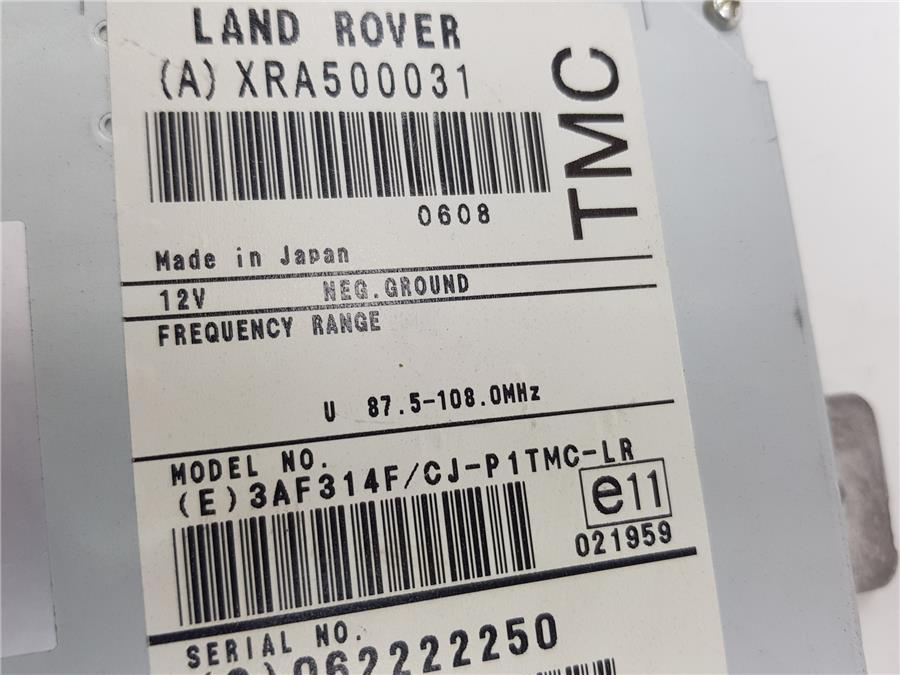 LAND ROVER
(A) XRA500031
TMC
0608
Made in Japan
12V NEG.GROUND
FREQUENCY RANGE
U 87.5-108.0MHz
MODEL NO.
(E) 3AF314F/CJ-P1TMC-LR
e11
021959
SERIAL NO.
062222250